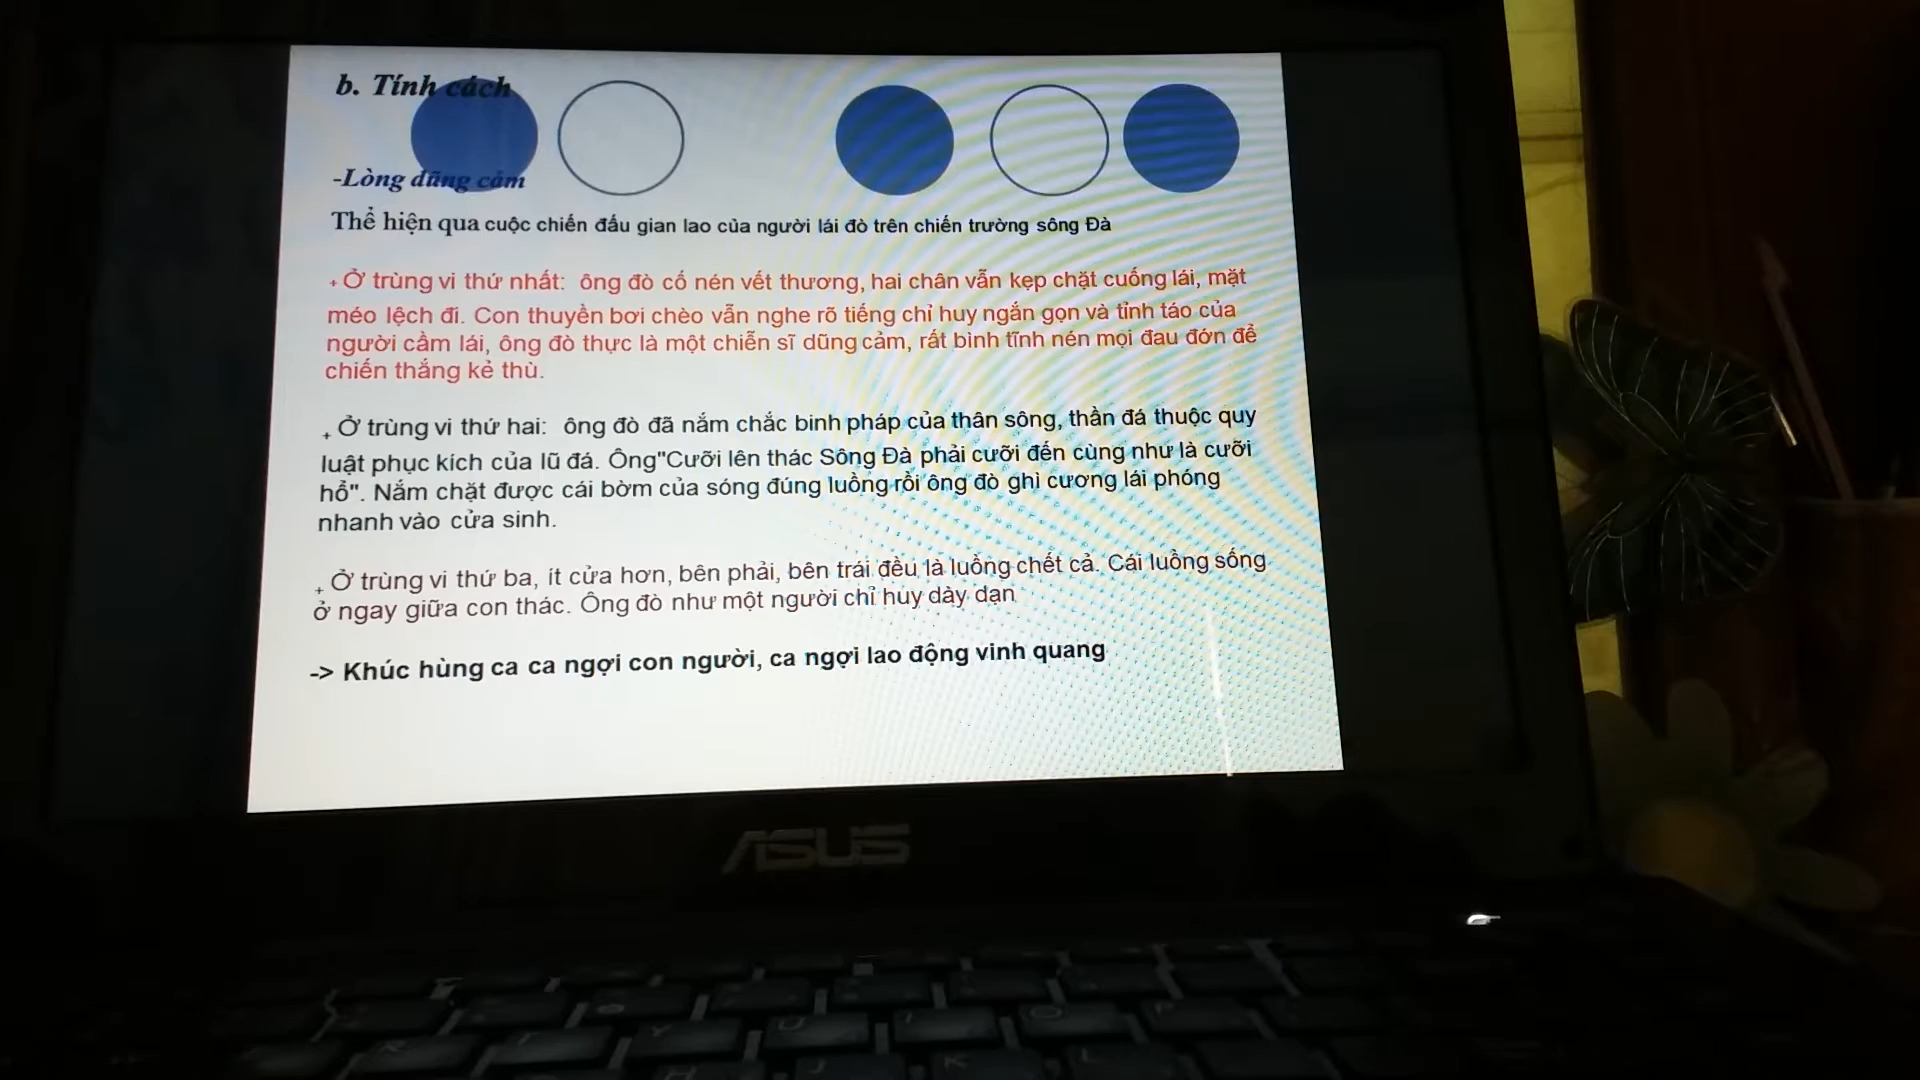 b. Tính cách
-Lòng dũng cảm
Thể hiện qua cuộc chiến đấu gian lao của người lái đò trên chiến trường sông Đà
+ Ở trùng vi thứ nhất: ông đò cố nén vết thương, hai chân vẫn kẹp chặt cuống lái, mặt
méo lệch đi. Con thuyền bơi chèo vẫn nghe rõ tiếng chỉ huy ngắn gọn và tỉnh táo của
người cầm lái, ông đò thực là một chiễn sĩ dũng cảm, rất bình tĩnh nén mọi đau đớn để
chiến thắng kẻ thù.
+ Ở trùng vi thứ hai: ông đò đã nắm chắc binh pháp của thân sông, thần đá thuộc quy
luật phục kích của lũ đá. Ông"Cưỡi lên thác Sông Đà phải cưỡi đến cùng như là cưỡi
hổ". Nắm chặt được cái bờm của sóng đúng luồng rồi ông đò ghì cương lái phóng
nhanh vào cửa sinh.
+ Ở trùng vi thứ ba, ít cửa hơn, bên phải, bên trái đều là luồng chết cả. Cái luồng sống
ở ngay giữa con thác. Ông đò như một người chỉ huy dày dạn
-> Khúc hùng ca ca ngợi con người, ca ngợi lao động vinh quang
ASUS